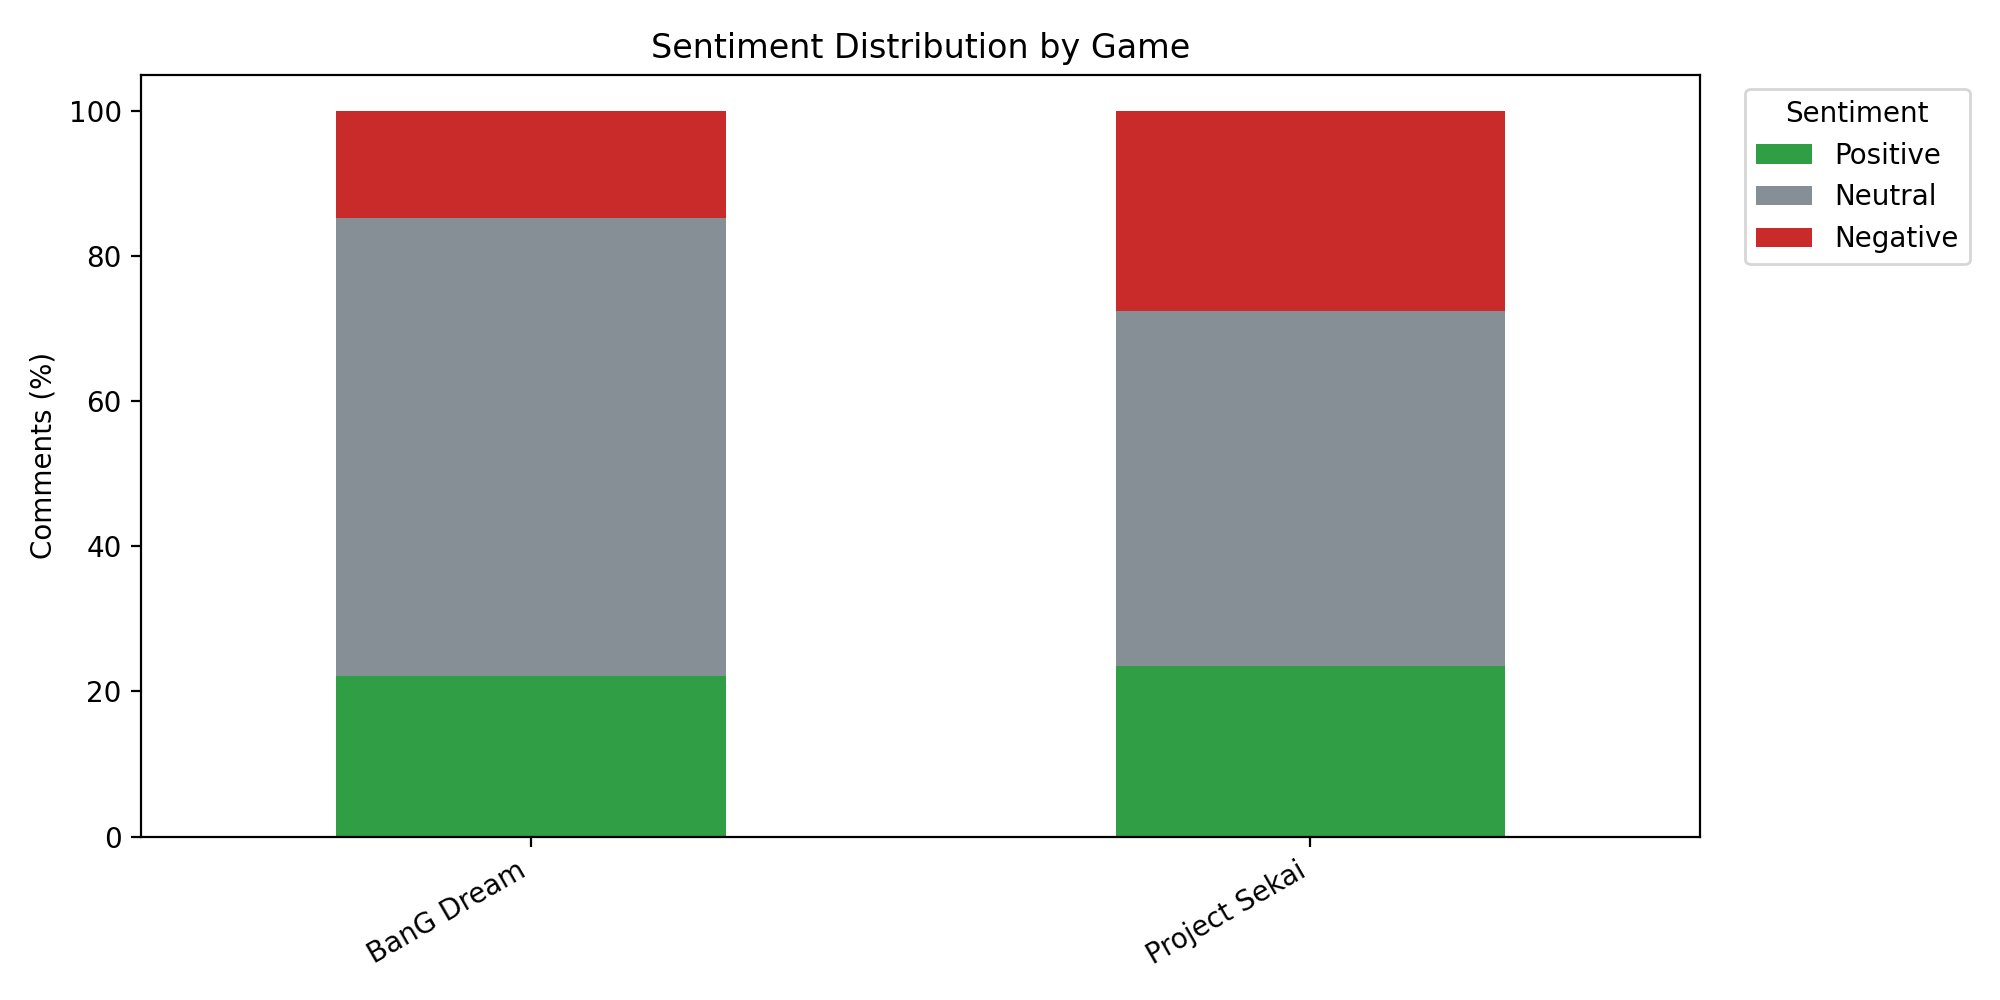 Sentiment Distribution by Game
Sentiment
Positive
Neutral
Negative
Comments (%)
100
80
60
40
20
0
BanG Dream
Project Sekai